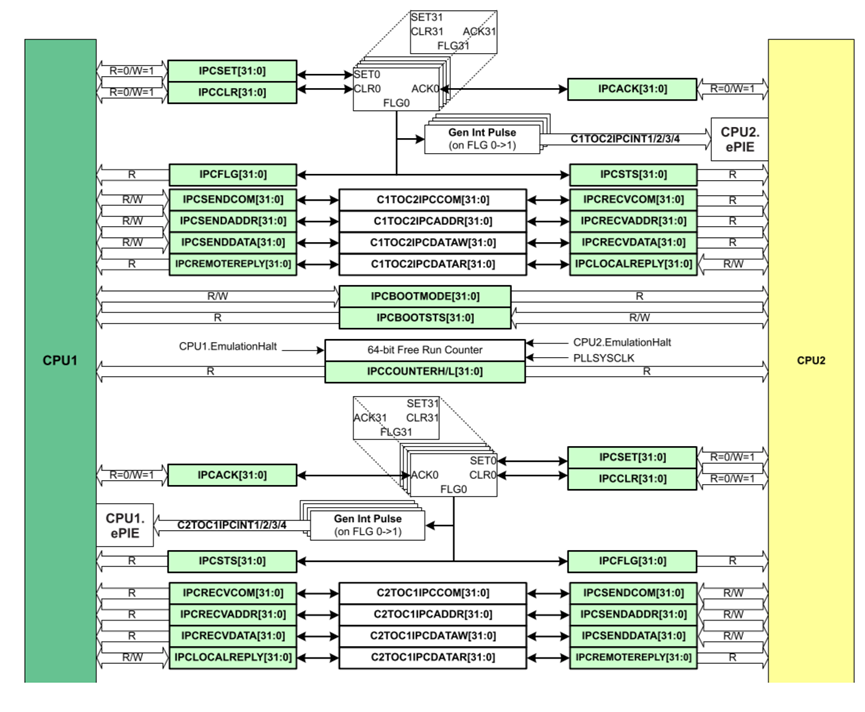 SET31
CLR31 ACK31
FLG31
R=0/W=1 IPCSET[31:0] SET0
R=0/W=1 IPCCLR[31:0] CLR0 ACK0 IPCACK[31:0] R=0/W=1
FLG0
Gen Int Pulse
(on FLG 0->1)
C1TOC2IPCINT1/2/3/4
CPU2.
ePIE
R IPCFLG[31:0] IPCSTS[31:0] R
R/W IPCSENDCOM[31:0] C1TOC2IPCCOM[31:0] IPCRECVCOM[31:0] R
R/W IPCSENDADDR[31:0] C1TOC2IPCADDR[31:0] IPCRECVADDR[31:0] R
R/W IPCSENDDATA[31:0] C1TOC2IPCDATAW[31:0] IPCRECVDATA[31:0] R
R IPCREMOTEREPLY[31:0] C1TOC2IPCDATAR[31:0] IPCLOCALREPLY[31:0] R/W
R/W IPCBOOTMODE[31:0] R
R IPCBOOTSTS[31:0] R/W
CPU1.EmulationHalt 64-bit Free Run Counter CPU2.EmulationHalt
PLLSYSCLK
CPU1
CPU2
R IPCCOUNTERH/L[31:0] R
SET31
ACK31 CLR31
FLG31
SET0 IPCSET[31:0] R=0/W=1
R=0/W=1 IPCACK[31:0] ACK0 CLR0 IPCCLR[31:0] R=0/W=1
FLG0
CPU1.
ePIE
C2TOC1IPCINT1/2/3/4
Gen Int Pulse
(on FLG 0->1)
R IPCSTS[31:0] IPCFLG[31:0] R
R IPCRECVCOM[31:0] C2TOC1IPCCOM[31:0] IPCSENDCOM[31:0] R/W
R IPCRECVADDR[31:0] C2TOC1IPCADDR[31:0] IPCSENDADDR[31:0] R/W
R IPCRECVDATA[31:0] C2TOC1IPCDATAW[31:0] IPCSENDDATA[31:0] R/W
R/W IPCLOCALREPLY[31:0] C2TOC1IPCDATAR[31:0] IPCREMOTEREPLY[31:0] R